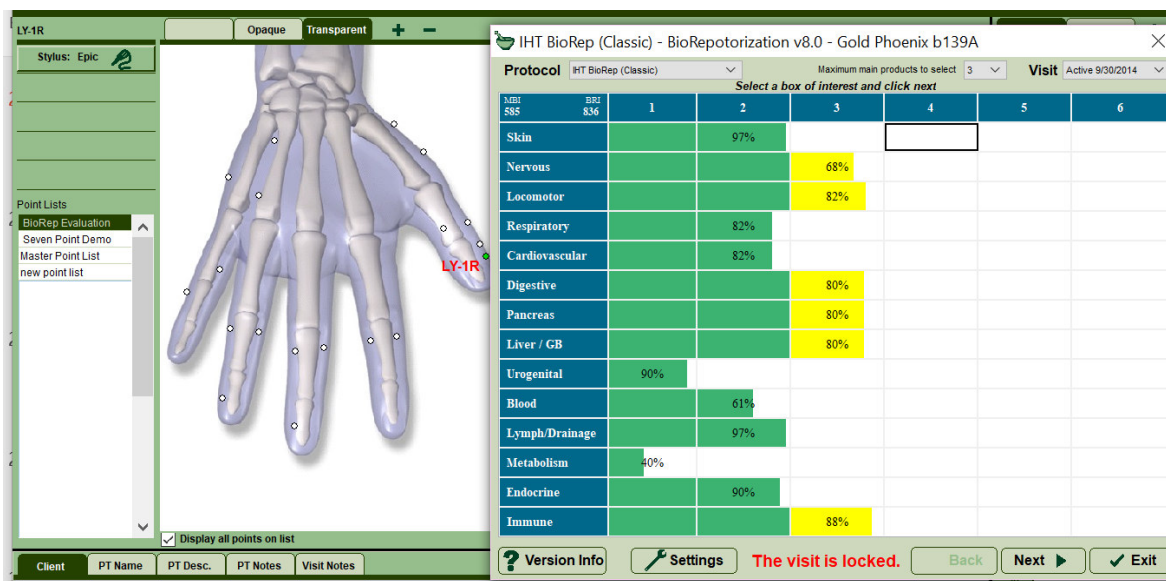 LY-1R
Opaque
Transparent
+
−
Stylus: Epic
Point Lists
BioRep Evaluation
Seven Point Demo
Master Point List
new point list
LY-1R
Display all points on list
Client
PT Name
PT Desc.
PT Notes
Visit Notes
IHT BioRep (Classic) - BioRepotorization v8.0 - Gold Phoenix b139A
Protocol IHT BioRep (Classic) Maximum main products to select 3 Visit Active 9/30/2014
Select a box of interest and click next
MBI BRI
585 836 1 2 3 4 5 6
Skin 97%
Nervous 68%
Locomotor 82%
Respiratory 82%
Cardiovascular 82%
Digestive 80%
Pancreas 80%
Liver / GB 80%
Urogenital 90%
Blood 61%
Lymph/Drainage 97%
Metabolism 40%
Endocrine 90%
Immune 88%
? Version Info Settings The visit is locked. Back Next Exit